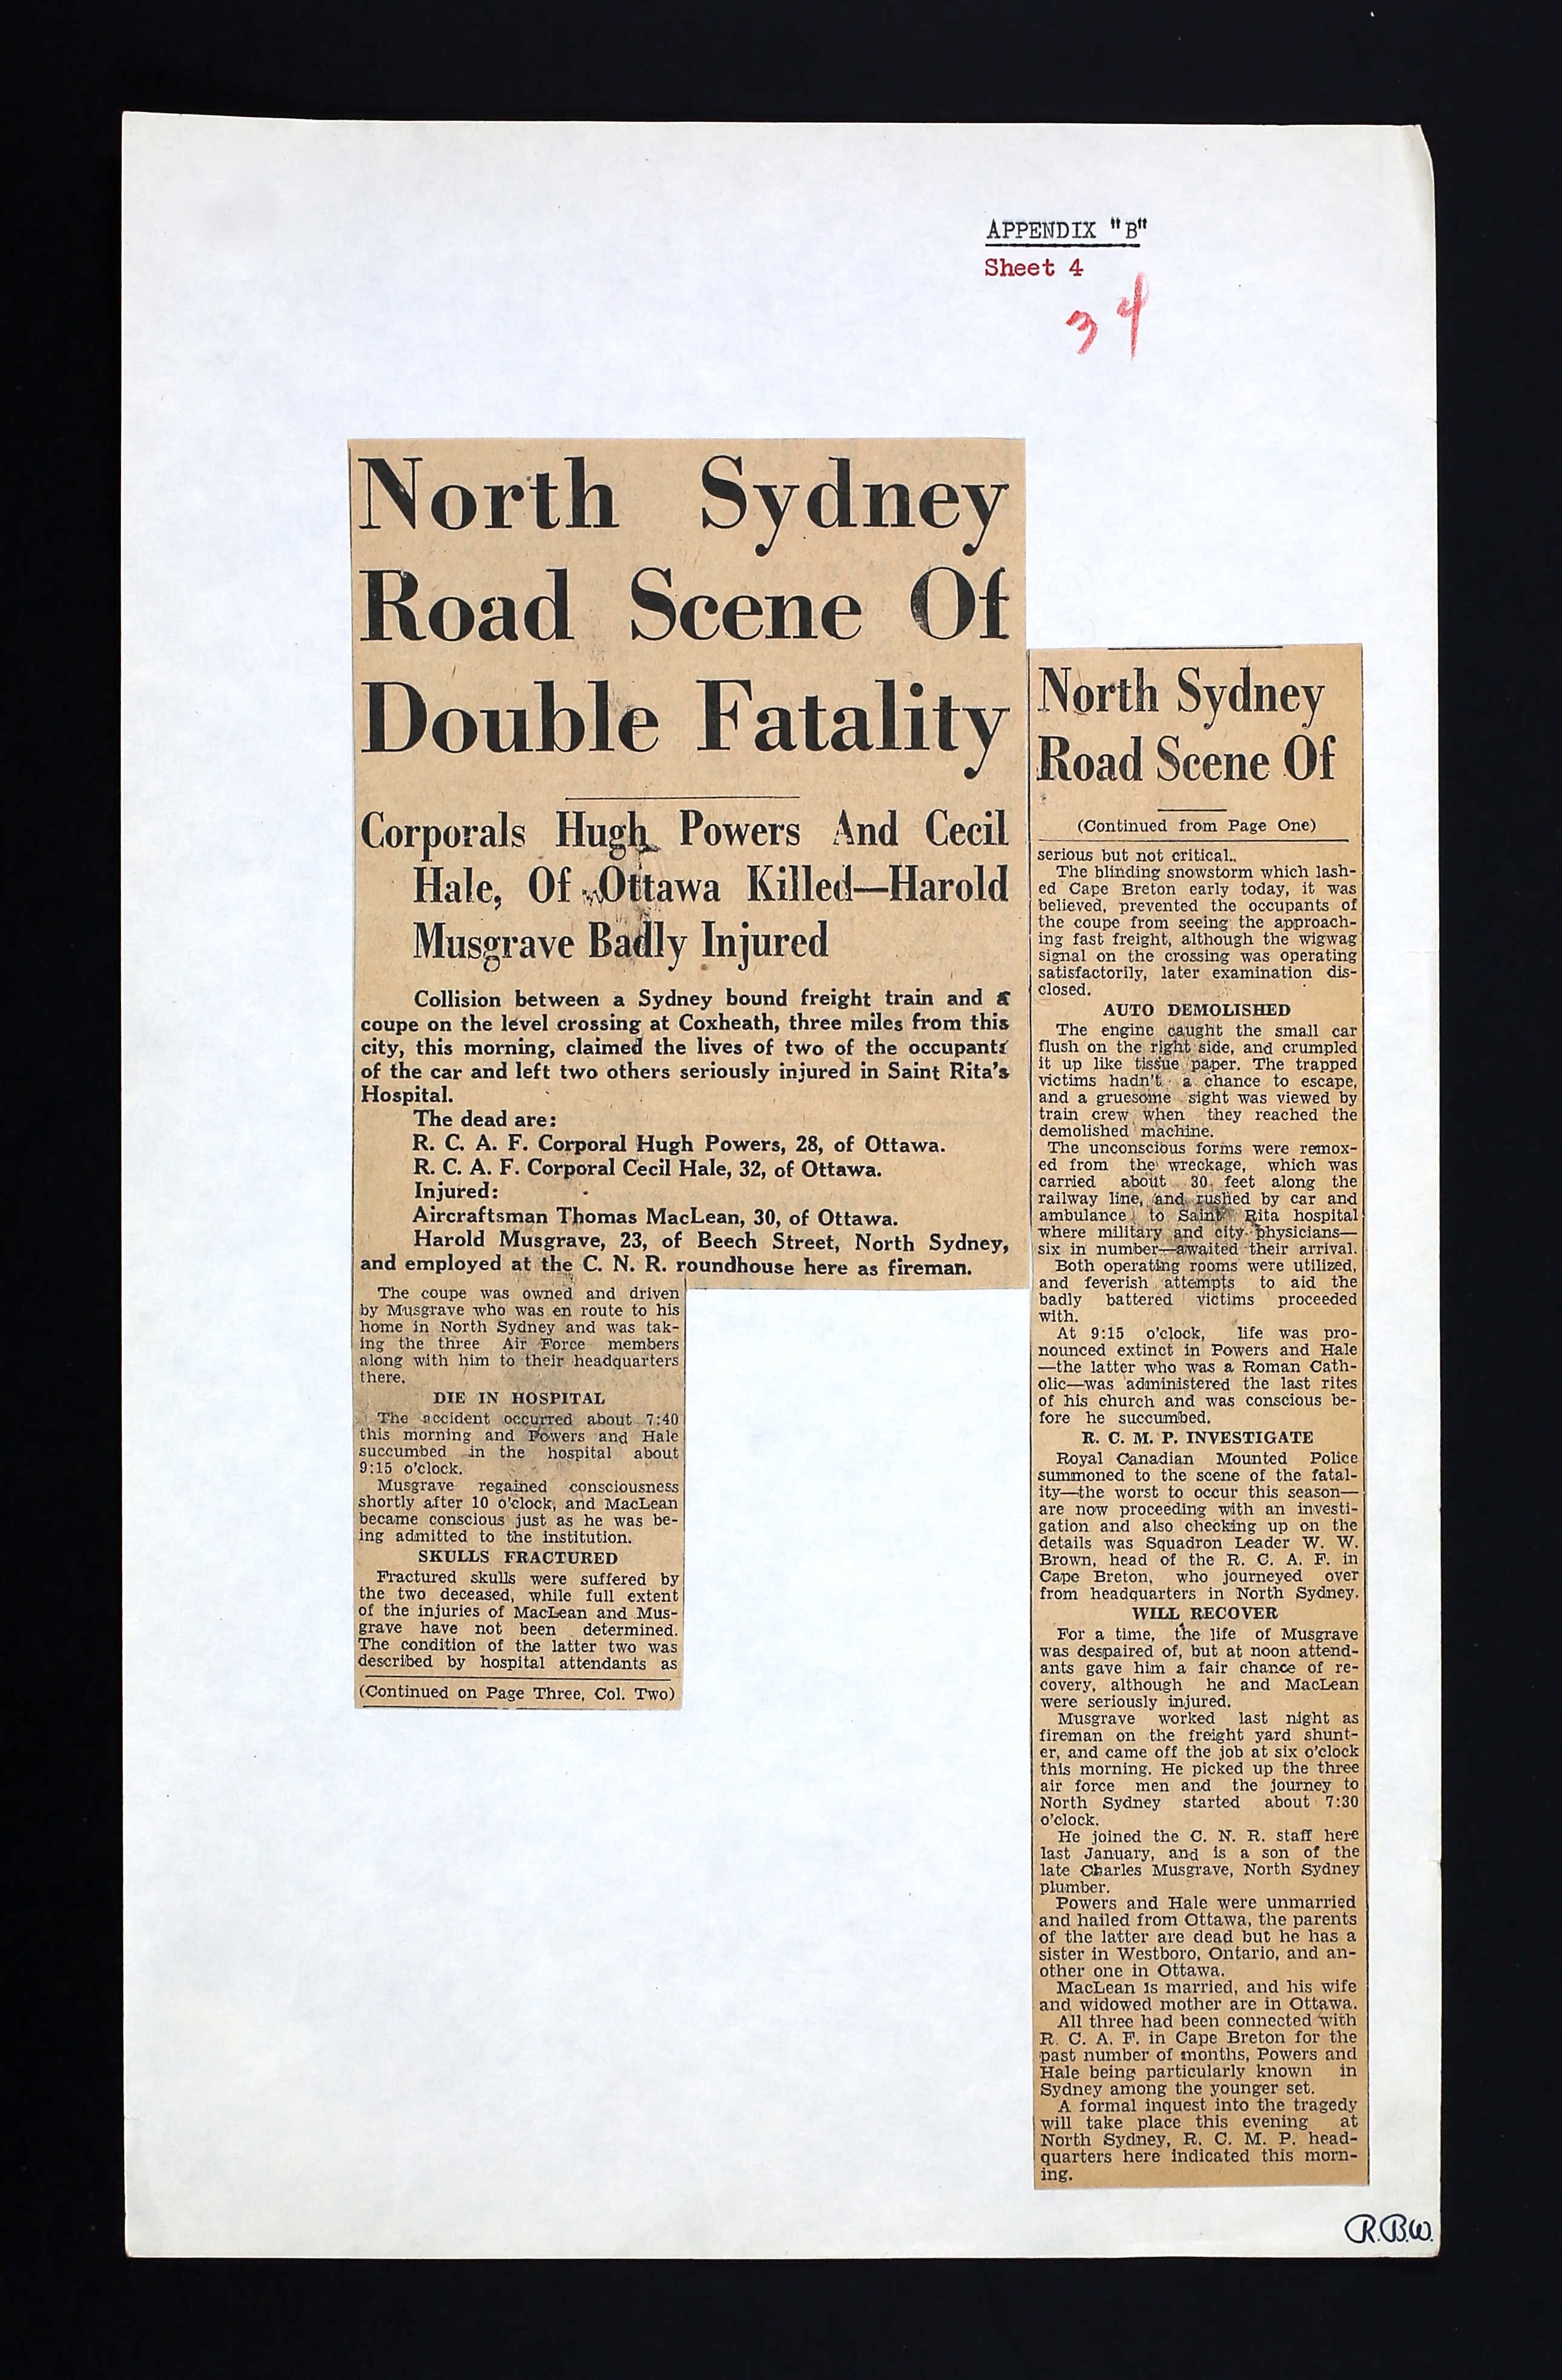 APPENDIX "B"
Sheet 4
34
North Sydney
Road Scene Of
Double Fatality
Corporals Hugh Powers And Cecil
Hale, Of Ottawa Killed—Harold
Musgrave Badly Injured
Collision between a Sydney bound freight train and a
coupe on the level crossing at Coxheath, three miles from this
city, this morning, claimed the lives of two of the occupants
of the car and left two others seriously injured in Saint Rita's
Hospital.
The dead are:
R. C. A. F. Corporal Hugh Powers, 28, of Ottawa.
R. C. A. F. Corporal Cecil Hale, 32, of Ottawa.
Injured:
Aircraftsman Thomas MacLean, 30, of Ottawa.
Harold Musgrave, 23, of Beech Street, North Sydney,
and employed at the C. N. R. roundhouse here as fireman.
The coupe was owned and driven
by Musgrave who was en route to his
home in North Sydney and was tak-
ing the three Air Force members
along with him to their headquarters
there.
DIE IN HOSPITAL
The accident occurred about 7:40
this morning and Powers and Hale
succumbed in the hospital about
9:15 o'clock.
Musgrave regained consciousness
shortly after 10 o'clock, and MacLean
became conscious just as he was be-
ing admitted to the institution.
SKULLS FRACTURED
Fractured skulls were suffered by
the two deceased, while full extent
of the injuries of MacLean and Mus-
grave have not been determined.
The condition of the latter two was
described by hospital attendants as
(Continued on Page Three, Col. Two)
North Sydney
Road Scene Of
(Continued from Page One)
serious but not critical..
The blinding snowstorm which lash-
ed Cape Breton early today, it was
believed, prevented the occupants of
the coupe from seeing the approach-
ing fast freight, although the wigwag
signal on the crossing was operating
satisfactorily, later examination dis-
closed.
AUTO DEMOLISHED
The engine caught the small car
flush on the right side, and crumpled
it up like tissue paper. The trapped
victims hadn't a chance to escape,
and a gruesome sight was viewed by
train crew when they reached the
demolished machine.
The unconscious forms were remox-
ed from the wreckage, which was
carried about 30 feet along the
railway line, and rushed by car and
ambulance to Saint Rita hospital
where military and city physicians—
six in number—awaited their arrival.
Both operating rooms were utilized,
and feverish attempts to aid the
badly battered victims proceeded
with.
At 9:15 o'clock, life was pro-
nounced extinct in Powers and Hale
—the latter who was a Roman Cath-
olic—was administered the last rites
of his church and was conscious be-
fore he succumbed.
R. C. M. P. INVESTIGATE
Royal Canadian Mounted Police
summoned to the scene of the fatal-
ity—the worst to occur this season—
are now proceeding with an investi-
gation and also checking up on the
details was Squadron Leader W. W.
Brown, head of the R. C. A. F. in
Cape Breton, who journeyed over
from headquarters in North Sydney.
WILL RECOVER
For a time, the life of Musgrave
was despaired of, but at noon attend-
ants gave him a fair chance of re-
covery, although he and MacLean
were seriously injured.
Musgrave worked last night as
fireman on the freight yard shunt-
er, and came off the job at six o'clock
this morning. He picked up the three
air force men and the journey to
North Sydney started about 7:30
o'clock.
He joined the C. N. R. staff here
last January, and is a son of the
late Charles Musgrave, North Sydney
plumber.
Powers and Hale were unmarried
and hailed from Ottawa, the parents
of the latter are dead but he has a
sister in Westboro, Ontario, and an-
other one in Ottawa.
MacLean is married, and his wife
and widowed mother are in Ottawa.
All three had been connected with
R. C. A. F. in Cape Breton for the
past number of months, Powers and
Hale being particularly known in
Sydney among the younger set.
A formal inquest into the tragedy
will take place this evening at
North Sydney, R. C. M. P. head-
quarters here indicated this morn-
ing.
R.B.W.